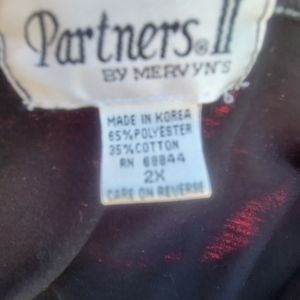 Partners® II
BY MERVYN'S
MADE IN KOREA
65% POLYESTER
35% COTTON
RN 68844
2X
CARE ON REVERSE